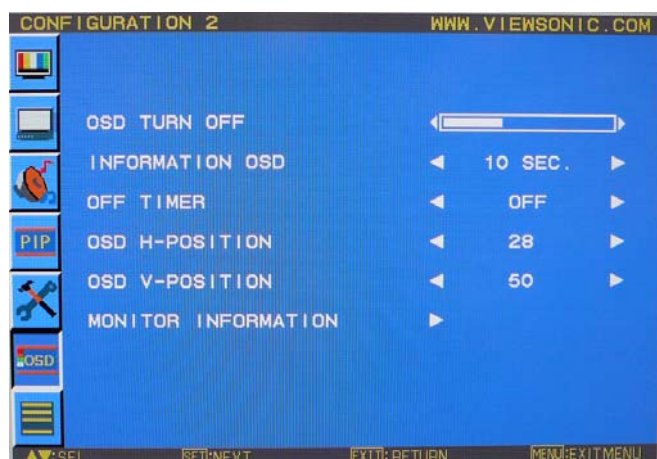 CONFIGURATION 2 WWW.VIEWSONIC.COM
OSD TURN OFF
INFORMATION OSD ◀ 10 SEC. ▶
OFF TIMER ◀ OFF ▶
PIP
OSD H-POSITION ◀ 28 ▶
OSD V-POSITION ◀ 50 ▶
MONITOR INFORMATION ▶
OSD
▲▼:SEL SET:NEXT EXIT:RETURN MENU:EXITMENU